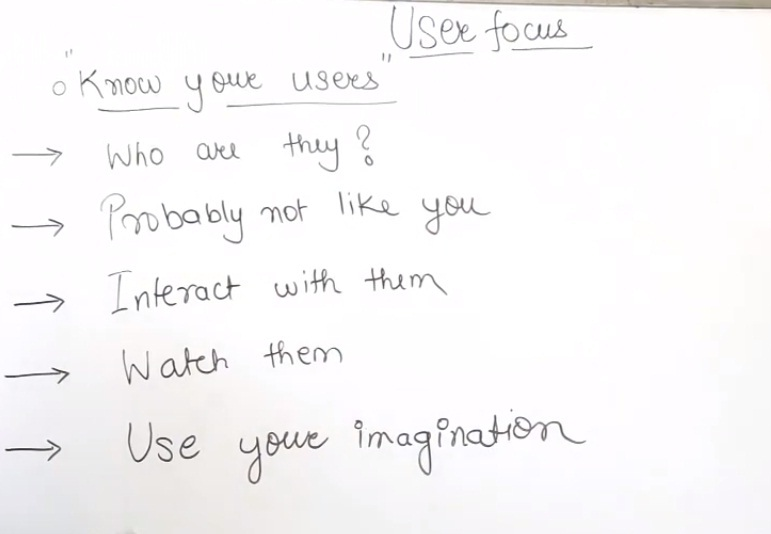 User focus
○ "Know your users"
→ Who are they?
→ Probably not like you
→ Interact with them
→ Watch them
→ Use your imagination